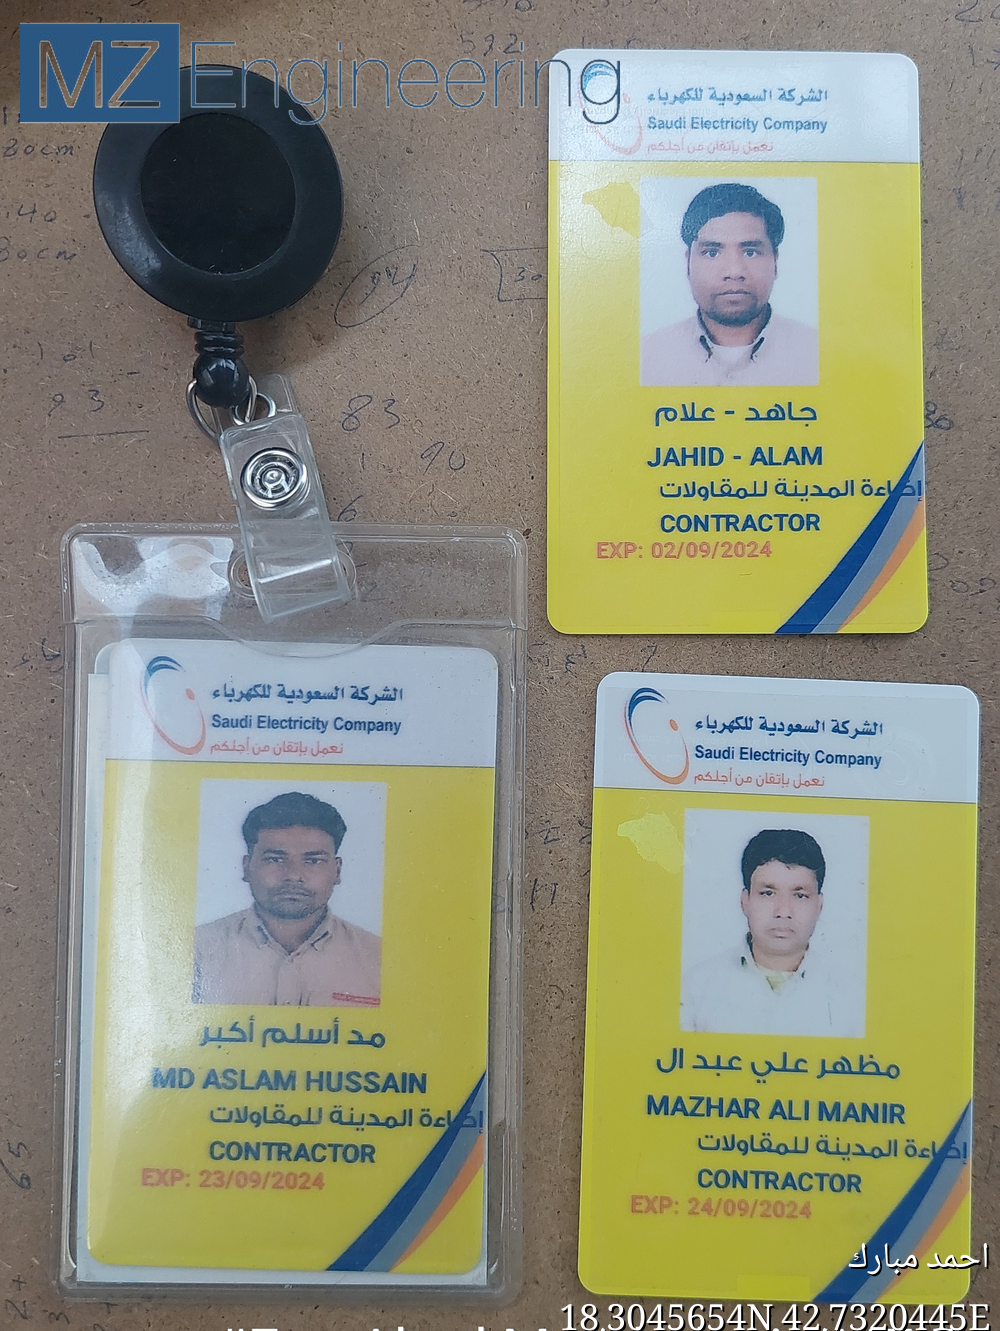 MZ Engineering
الشركة السعودية للكهرباء
Saudi Electricity Company
نعمل بإتقان من أجلكم
جاهد - علام
JAHID - ALAM
إضاءة المدينة للمقاولات
CONTRACTOR
EXP: 02/09/2024
الشركة السعودية للكهرباء
Saudi Electricity Company
نعمل بإتقان من أجلكم
مد أسلم أكبر
MD ASLAM HUSSAIN
إضاءة المدينة للمقاولات
CONTRACTOR
EXP: 23/09/2024
الشركة السعودية للكهرباء
Saudi Electricity Company
نعمل بإتقان من أجلكم
مظهر علي عبد ال
MAZHAR ALI MANIR
إضاءة المدينة للمقاولات
CONTRACTOR
EXP: 24/09/2024
83
90
93
80cm
احمد مبارك
18.3045654N,42.7320445E